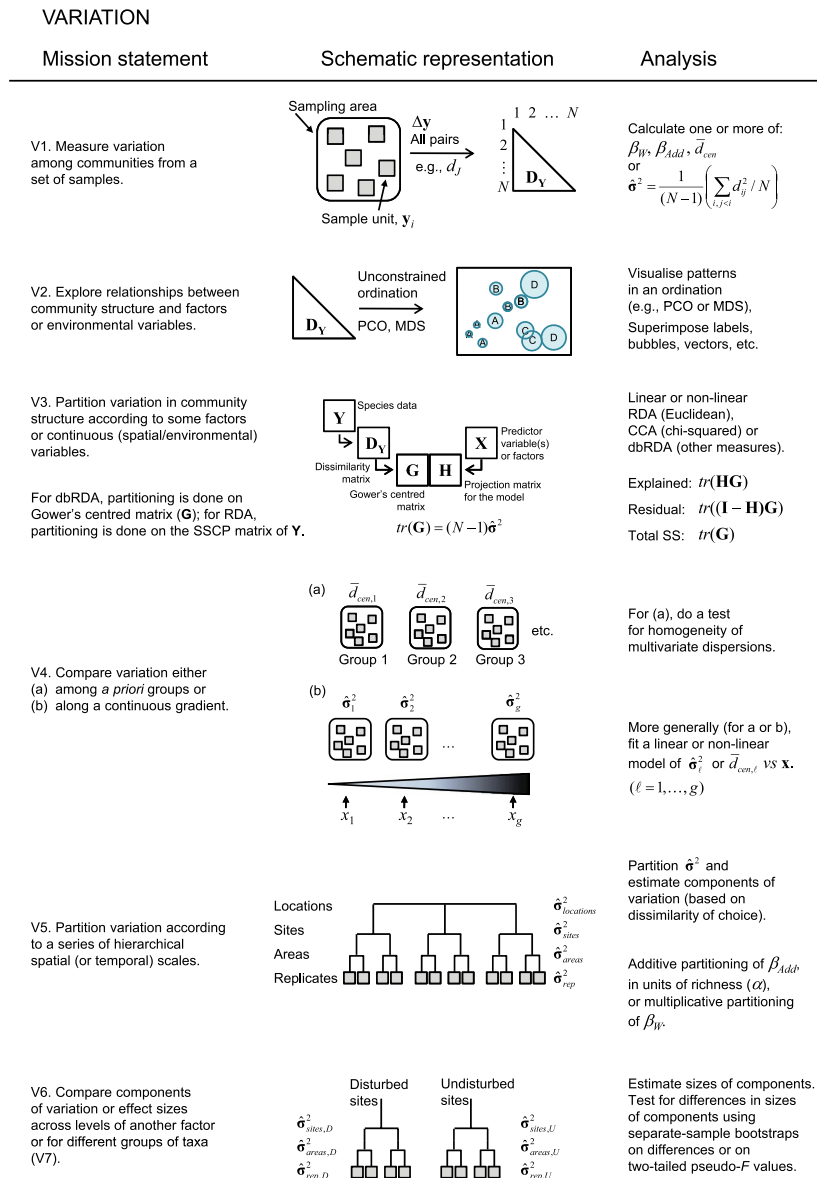 VARIATION
Mission statement
Schematic representation
Analysis
V1. Measure variation
among communities from a
set of samples.
Sampling area
Sample unit, y_i
Δy
All pairs
e.g., d_J
1 2 … N
1
2
⋮
N
D_Y
Calculate one or more of:
β_W, β_Add, d̅_cen
or
σ̂² = 1/(N−1) (∑_{i,j<i} d²_ij / N)
V2. Explore relationships between
community structure and factors
or environmental variables.
D_Y
Unconstrained
ordination
PCO, MDS
B
D
B
B
A
A
A
A
C
C
D
Visualise patterns
in an ordination
(e.g., PCO or MDS),
Superimpose labels,
bubbles, vectors, etc.
V3. Partition variation in community
structure according to some factors
or continuous (spatial/environmental)
variables.
For dbRDA, partitioning is done on
Gower's centred matrix (G); for RDA,
partitioning is done on the SSCP matrix of Y.
Y
Species data
D_Y
Dissimilarity
matrix
G
H
X
Predictor
variable(s)
or factors
Gower's centred
matrix
Projection matrix
for the model
tr(G) = (N−1)σ̂²
Linear or non-linear
RDA (Euclidean),
CCA (chi-squared) or
dbRDA (other measures).
Explained: tr(HG)
Residual: tr((I − H)G)
Total SS: tr(G)
V4. Compare variation either
(a) among a priori groups or
(b) along a continuous gradient.
(a)
d̅_cen,1
d̅_cen,2
d̅_cen,3
etc.
Group 1
Group 2
Group 3
(b)
σ̂²_1
σ̂²_2
σ̂²_g
…
x_1
x_2
…
x_g
For (a), do a test
for homogeneity of
multivariate dispersions.
More generally (for a or b),
fit a linear or non-linear
model of σ̂²_ℓ or d̅_cen,ℓ vs x.
(ℓ = 1,…, g)
V5. Partition variation according
to a series of hierarchical
spatial (or temporal) scales.
Locations
Sites
Areas
Replicates
σ̂²_locations
σ̂²_sites
σ̂²_areas
σ̂²_rep
Partition σ̂² and
estimate components of
variation (based on
dissimilarity of choice).
Additive partitioning of β_Add,
in units of richness (α),
or multiplicative partitioning
of β_W.
V6. Compare components
of variation or effect sizes
across levels of another factor
or for different groups of taxa
(V7).
Disturbed
sites
Undisturbed
sites
σ̂²_sites,D
σ̂²_areas,D
σ̂²_rep,D
σ̂²_sites,U
σ̂²_areas,U
σ̂²_rep,U
Estimate sizes of components.
Test for differences in sizes
of components using
separate-sample bootstraps
on differences or on
two-tailed pseudo-F values.